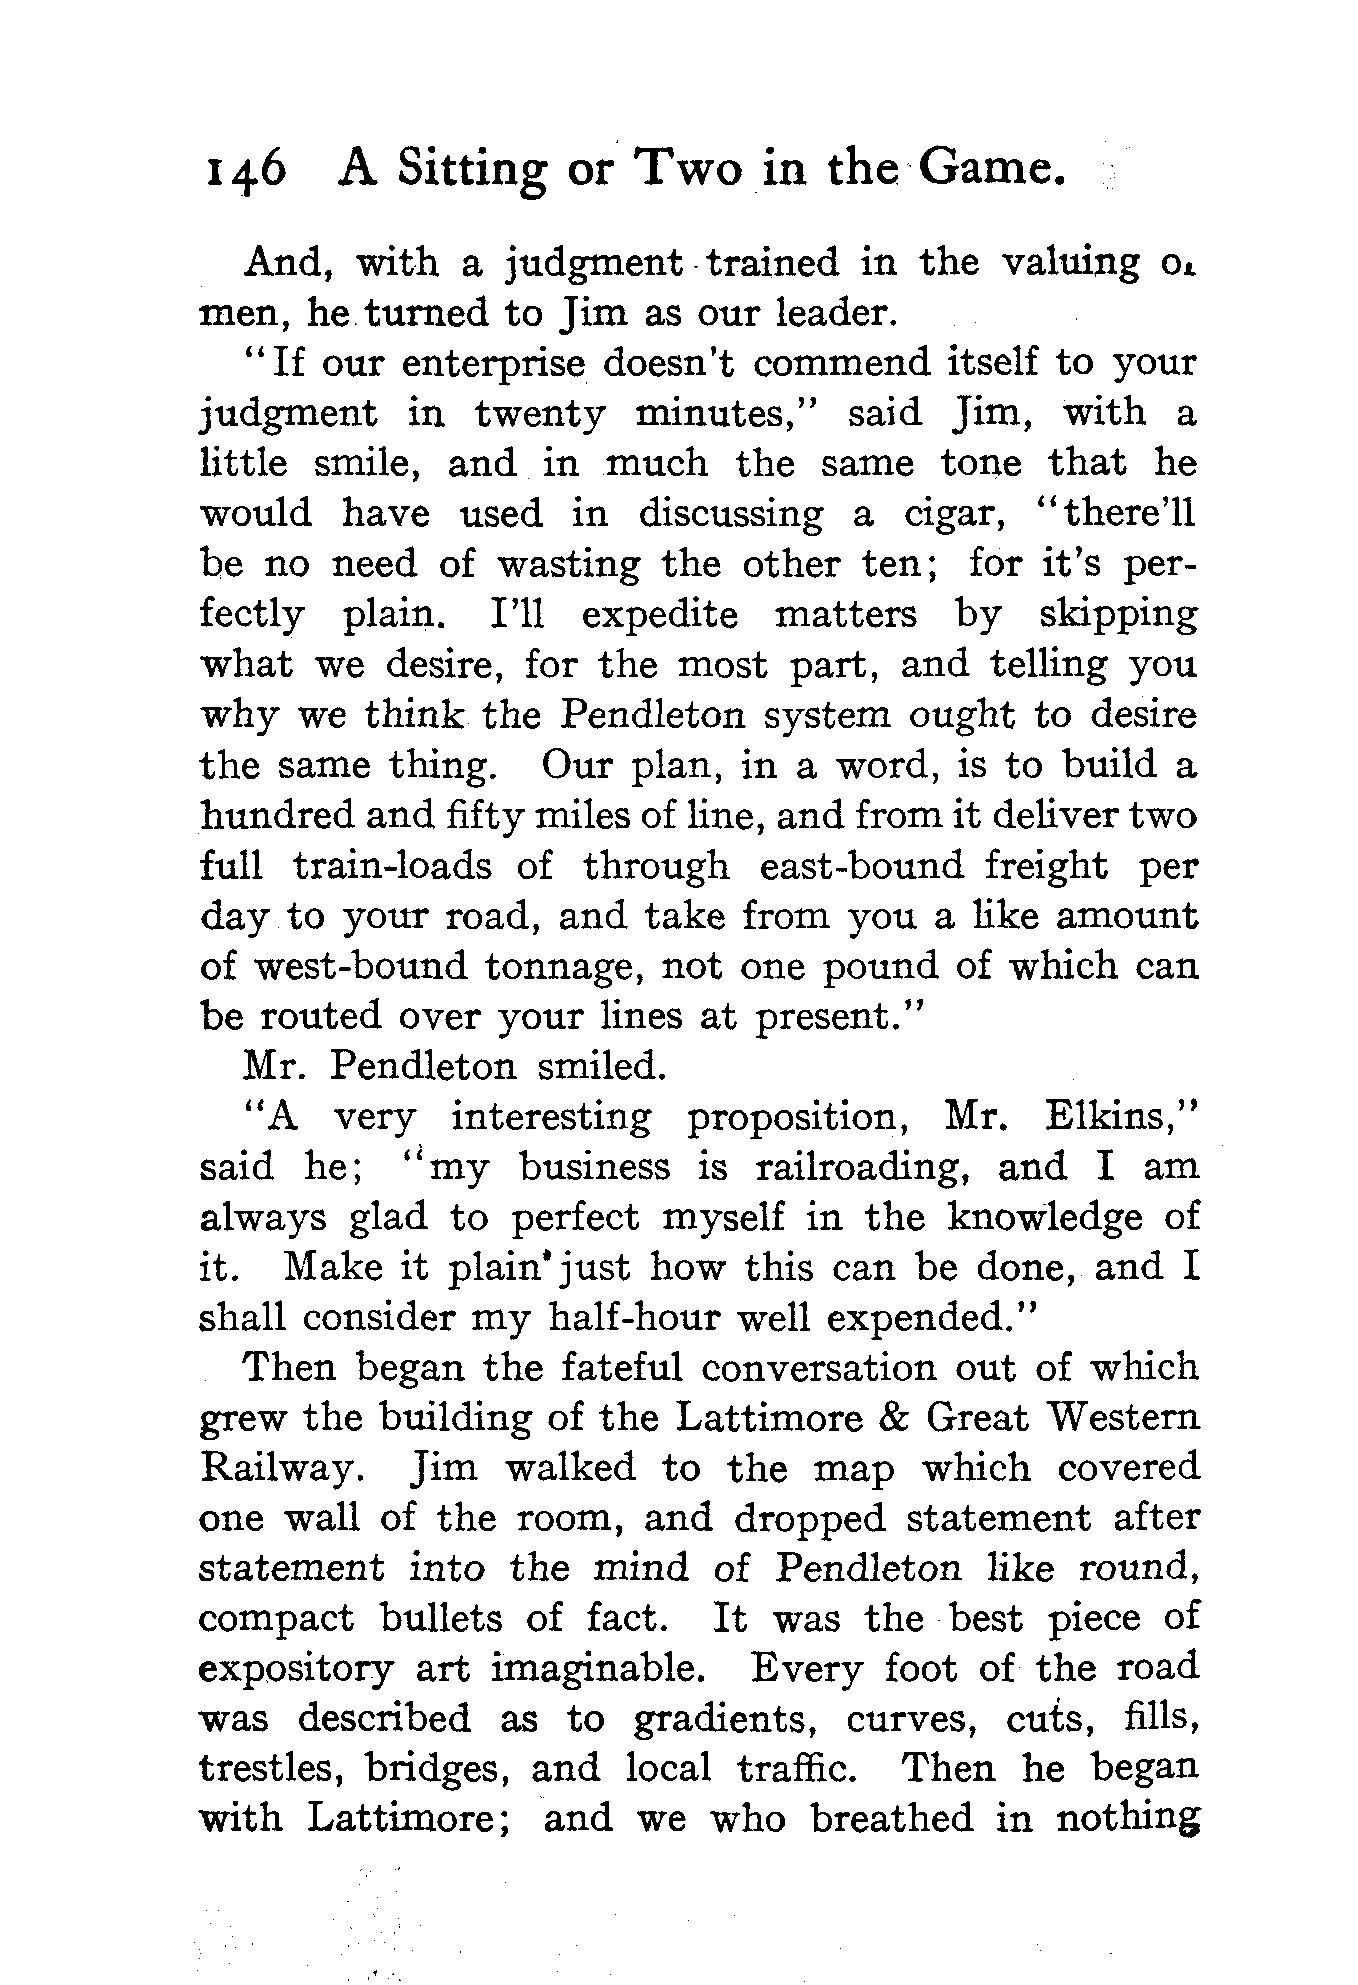 146 A Sitting or Two in the Game.
And, with a judgment trained in the valuing of
men, he turned to Jim as our leader.
"If our enterprise doesn't commend itself to your
judgment in twenty minutes," said Jim, with a
little smile, and in much the same tone that he
would have used in discussing a cigar, "there'll
be no need of wasting the other ten; for it's per-
fectly plain. I'll expedite matters by skipping
what we desire, for the most part, and telling you
why we think the Pendleton system ought to desire
the same thing. Our plan, in a word, is to build a
hundred and fifty miles of line, and from it deliver two
full train-loads of through east-bound freight per
day to your road, and take from you a like amount
of west-bound tonnage, not one pound of which can
be routed over your lines at present."
Mr. Pendleton smiled.
"A very interesting proposition, Mr. Elkins,"
said he; "my business is railroading, and I am
always glad to perfect myself in the knowledge of
it. Make it plain just how this can be done, and I
shall consider my half-hour well expended."
Then began the fateful conversation out of which
grew the building of the Lattimore & Great Western
Railway. Jim walked to the map which covered
one wall of the room, and dropped statement after
statement into the mind of Pendleton like round,
compact bullets of fact. It was the best piece of
expository art imaginable. Every foot of the road
was described as to gradients, curves, cuts, fills,
trestles, bridges, and local traffic. Then he began
with Lattimore; and we who breathed in nothing